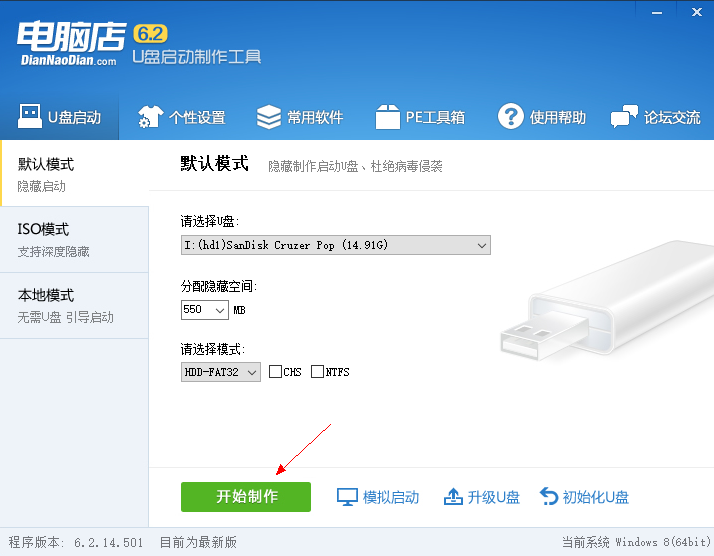 电脑店 6.2
DianNaoDian.com U盘启动制作工具
U盘启动 个性设置 常用软件 PE工具箱 使用帮助 论坛交流
默认模式
隐藏启动
ISO模式
支持深度隐藏
本地模式
无需U盘 引导启动
默认模式 隐藏制作启动U盘、杜绝病毒侵袭
请选择U盘:
I:(hd1)SanDisk Cruzer Pop (14.91G)
分配隐藏空间:
550 MB
请选择模式:
HDD-FAT32 CHS NTFS
开始制作 模拟启动 升级U盘 初始化U盘
程序版本: 6.2.14.501 目前为最新版 当前系统 Windows 8(64bit)